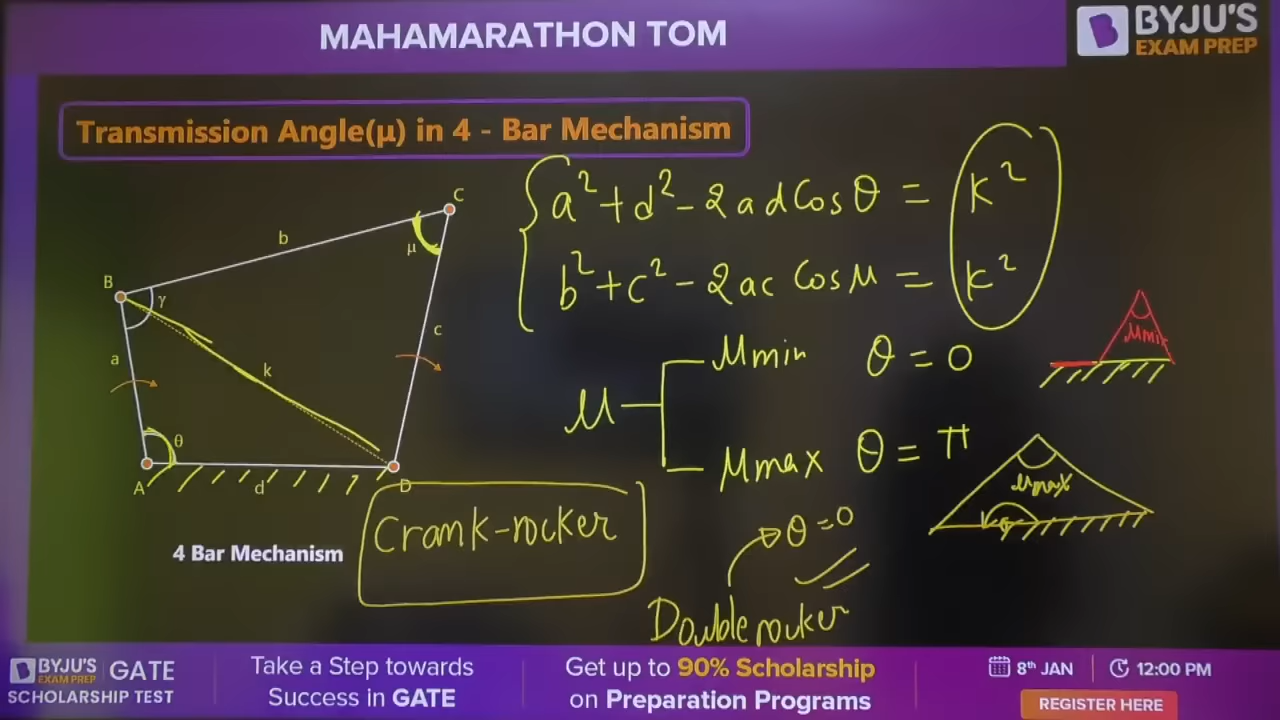 MAHAMARATHON TOM
BYJU'S
EXAM PREP
Transmission Angle(μ) in 4 - Bar Mechanism
a² + d² - 2adCosθ = k²
b² + c² - 2ac Cosμ = k²
B
C
b
γ
μ
a
k
c
θ
A
d
D
μ
μmin θ = 0
μmax θ = π
μmin
μmax
4 Bar Mechanism
Crank-rocker
θ = 0
Double rocker
BYJU'S
EXAM PREP
GATE
SCHOLARSHIP TEST
Take a Step towards
Success in GATE
Get up to 90% Scholarship
on Preparation Programs
8th JAN
12:00 PM
REGISTER HERE